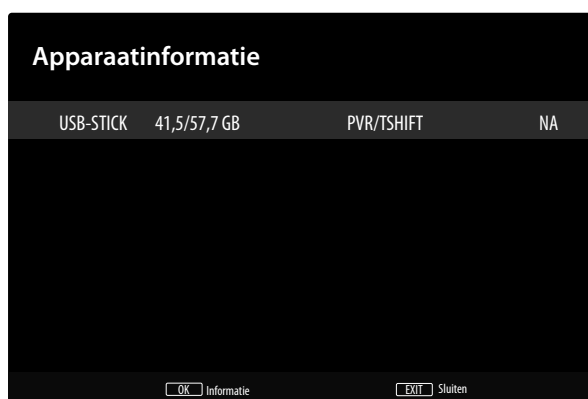 Apparaatinformatie
USB-STICK 41,5/57,7 GB PVR/TSHIFT NA
OK Informatie EXIT Sluiten